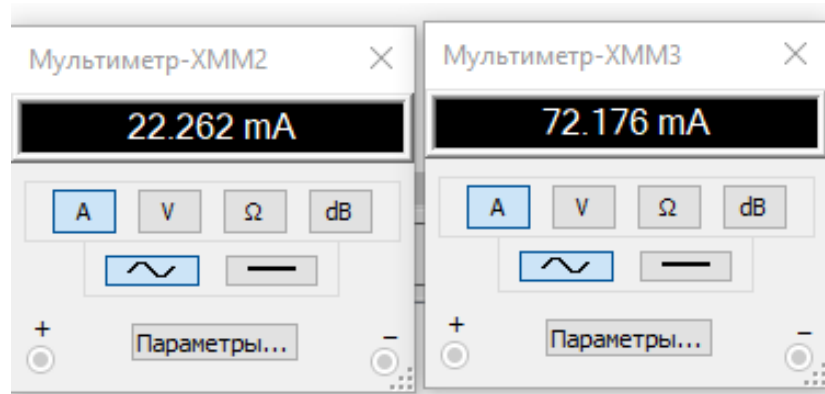 Мультиметр-XMM2
22.262 mA
A V Ω dB
+ Параметры... −
Мультиметр-XMM3
72.176 mA
A V Ω dB
+ Параметры... −